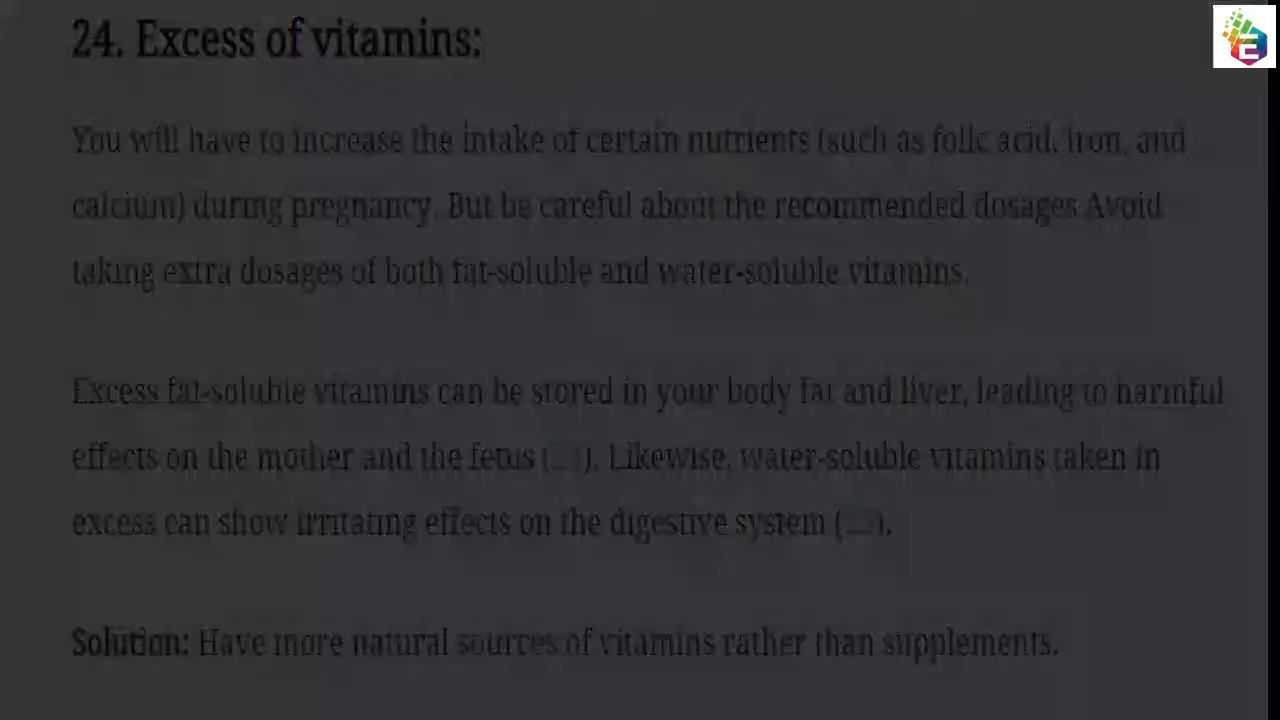 24. Excess of vitamins:
You will have to increase the intake of certain nutrients (such as folic acid, iron, and
calcium) during pregnancy. But be careful about the recommended dosages Avoid
taking extra dosages of both fat-soluble and water-soluble vitamins.
Excess fat-soluble vitamins can be stored in your body fat and liver, leading to harmful
effects on the mother and the fetus ( ). Likewise, water-soluble vitamins taken in
excess can show irritating effects on the digestive system ( ).
Solution: Have more natural sources of vitamins rather than supplements.
E